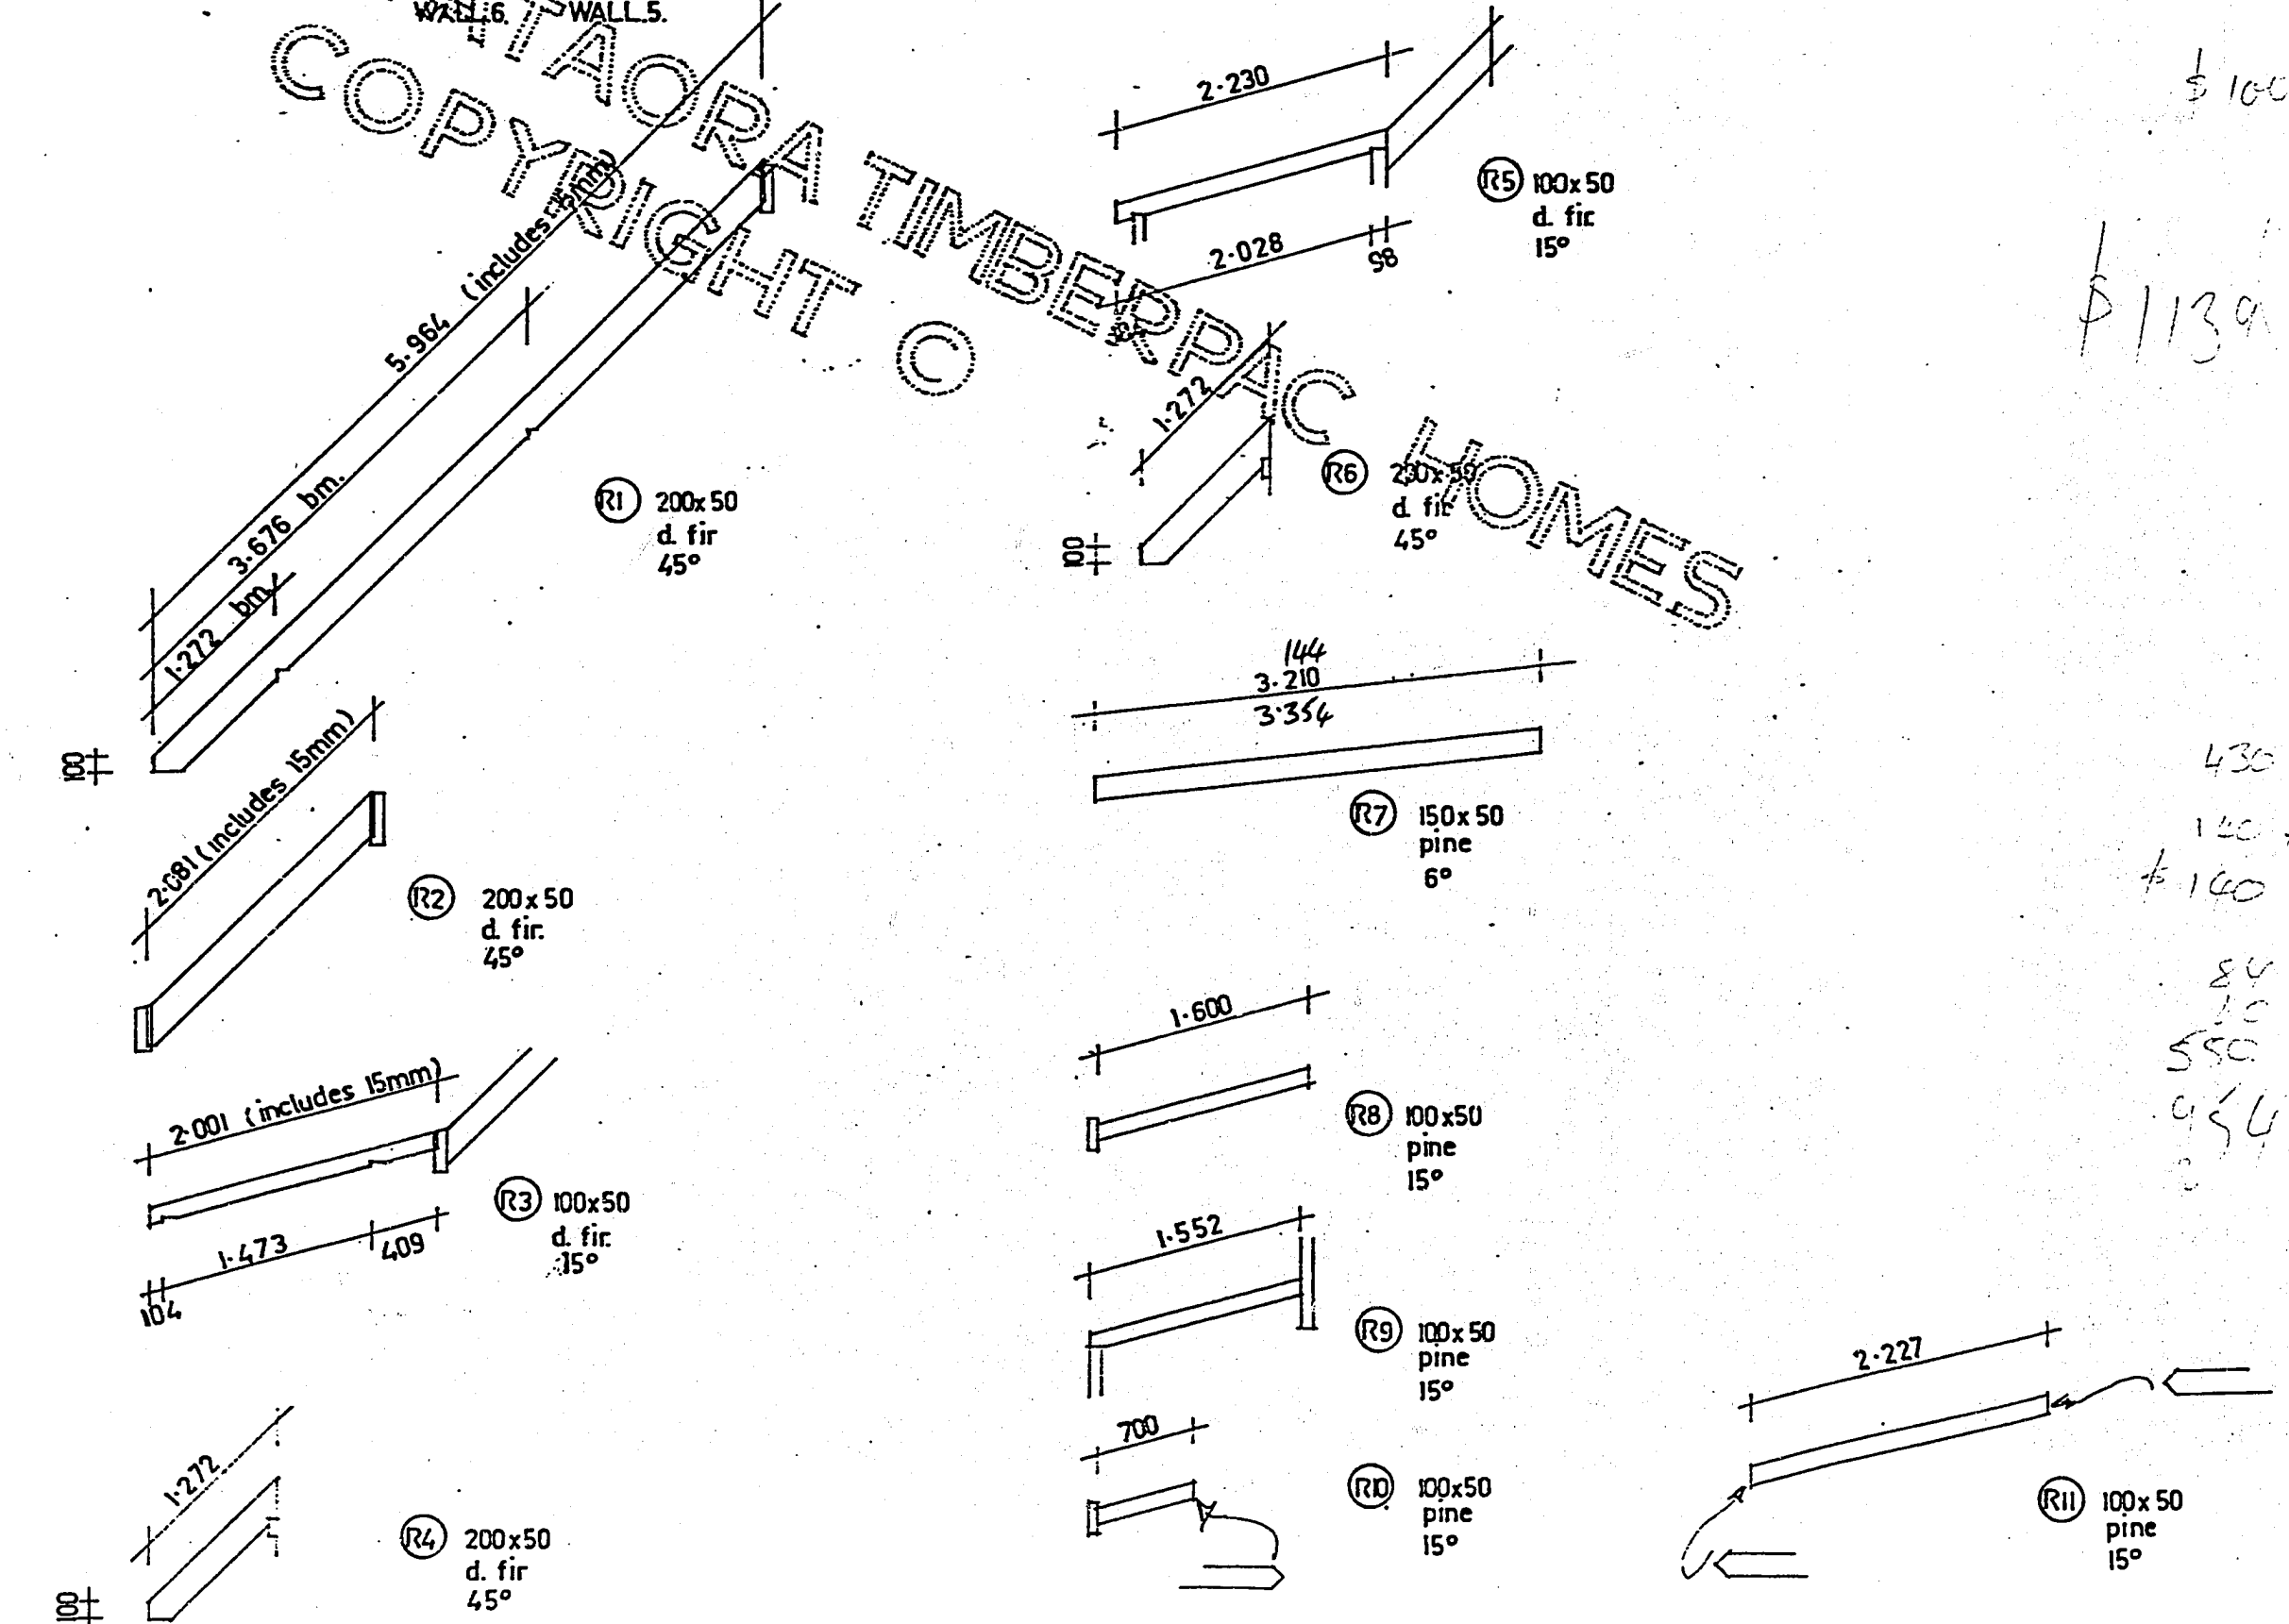 WALL.6. WALL.5.
TIMBERPAC HOMES
COPYRIGHT ©
5.964 (includes 15mm)
3.676 bm.
1.272 bm.
100
R1 200x50
d. fir
45°
2.081 (includes 15mm)
R2 200x50
d. fir.
45°
2.001 (includes 15mm)
1.473
409
104
R3 100x50
d. fir.
15°
1.272
100
R4 200x50
d. fir
45°
2.230
2.028
98
R5 100x50
d. fir.
15°
1.272
100
R6 200x50
d. fir
45°
144
3.210
3.354
R7 150x50
pine
6°
1.600
R8 100x50
pine
15°
1.552
R9 100x50
pine
15°
700
R10 100x50
pine
15°
2.227
R11 100x50
pine
15°
$ 100
$ 1139
430
140
$ 140
84
550
954